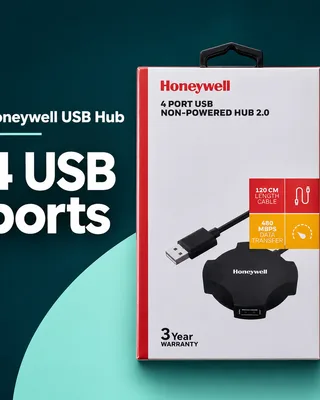 oneywell USB Hub
4 USB
ports
Honeywell
4 PORT USB
NON-POWERED HUB 2.0
120 CM
LENGTH
CABLE
480
MBPS
DATA
TRANSFER
Honeywell
3 Year
WARRANTY